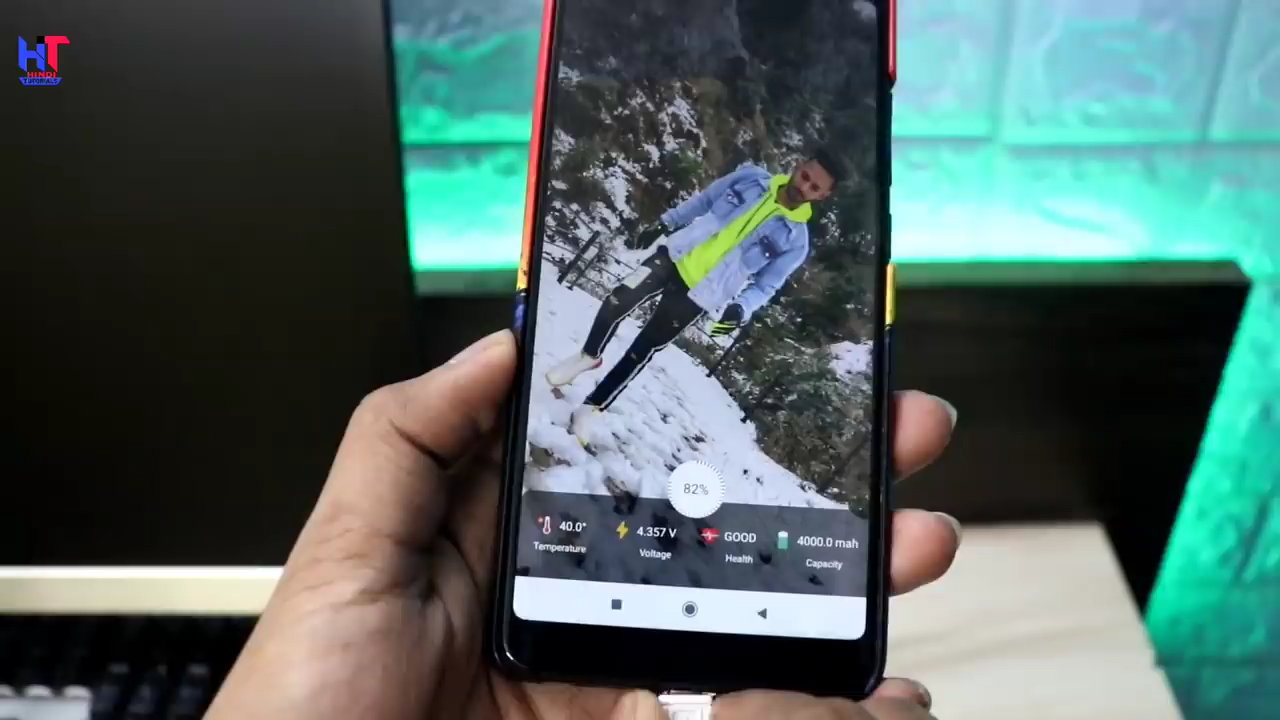 HT
HINDI
82%
40.0° 4.357 V GOOD 4000.0 mah
Temperature Voltage Health Capacity